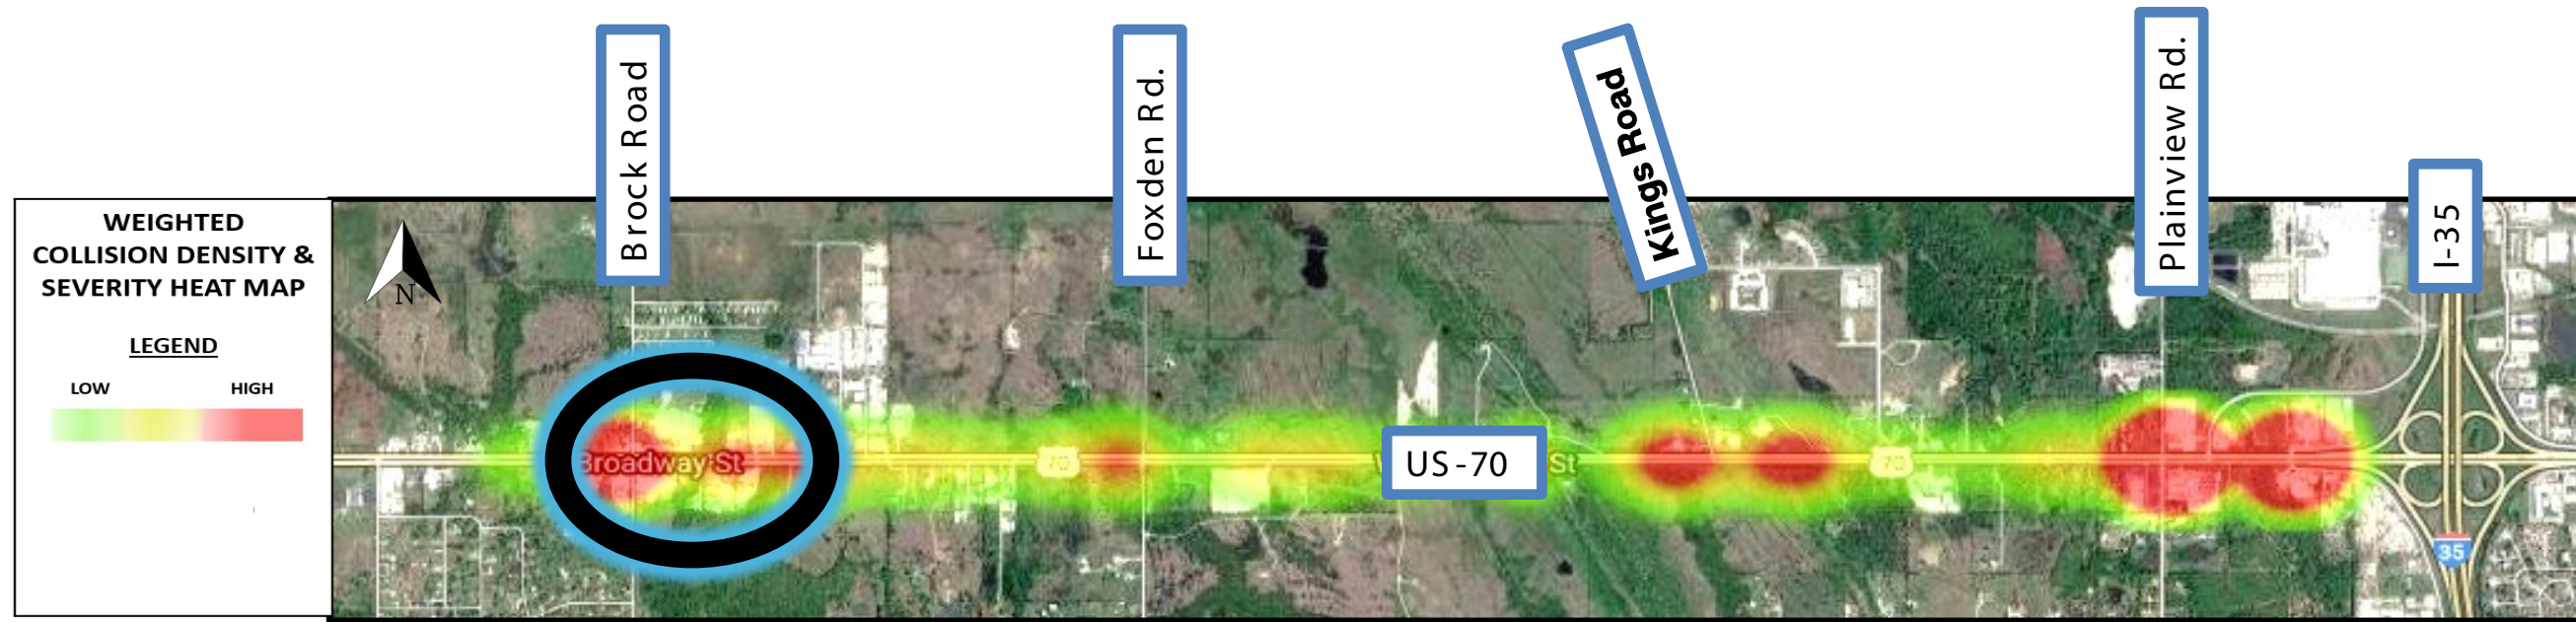 Brock Road
Foxden Rd.
Kings Road
Plainview Rd.
I-35
WEIGHTED
COLLISION DENSITY &
SEVERITY HEAT MAP
LEGEND
LOW HIGH
N
Broadway St
70
US-70
St
70
35